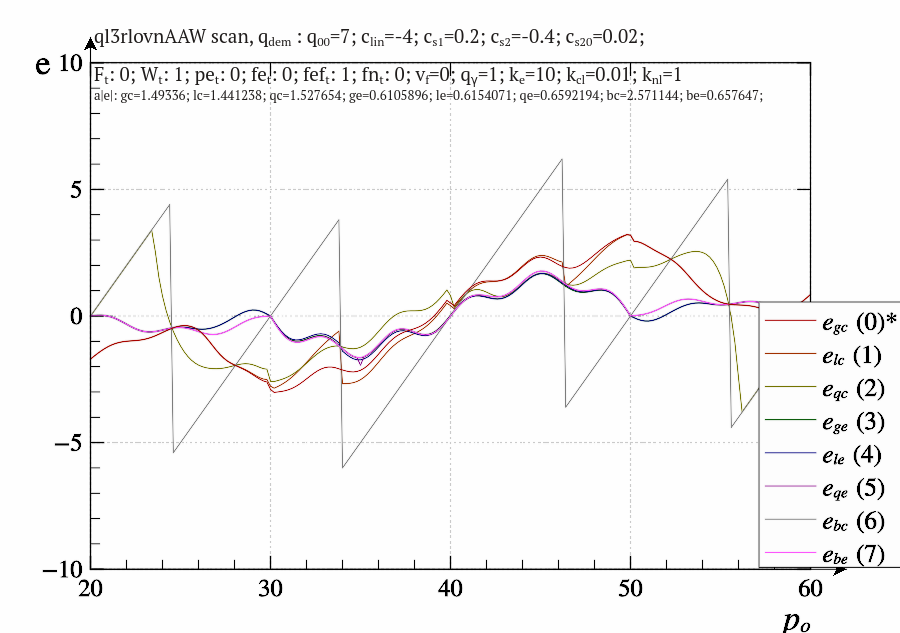 ql3rlovnAAW scan, qdem : q00=7; clin=-4; cs1=0.2; cs2=-0.4; cs20=0.02;
Ft: 0; Wt: 1; pet: 0; fet: 0; feft: 1; fnt: 0; vf=0; qγ=1; ke=10; kcl=0.01; knl=1
a|e|: gc=1.49336; lc=1.441238; qc=1.527654; ge=0.6105896; le=0.6154071; qe=0.6592194; bc=2.571144; be=0.657647;
e
10
5
0
−5
−10
20 30 40 50 60
po
egc (0)*
elc (1)
eqc (2)
ege (3)
ele (4)
eqe (5)
ebc (6)
ebe (7)